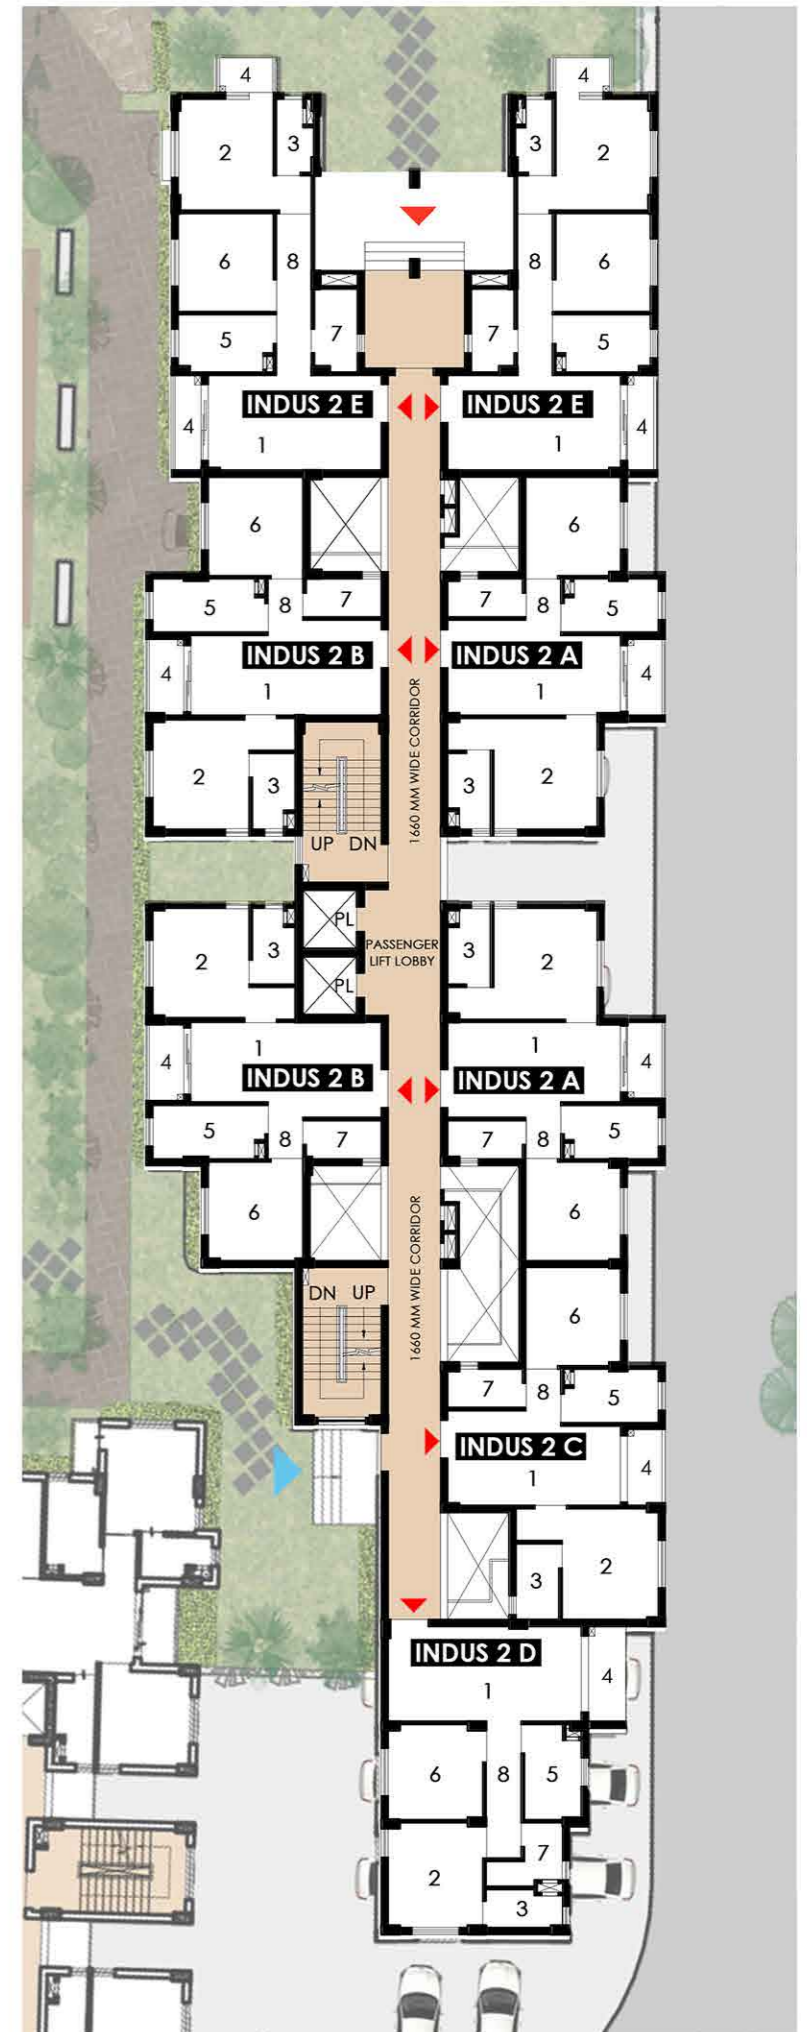 4 4
2 3 3 2
6 8 8 6
5 7 7 5
INDUS 2 E INDUS 2 E
4 1 1 4
6 6
5 8 7 7 8 5
INDUS 2 B INDUS 2 A
4 1 1 4
1660 MM WIDE CORRIDOR
2 3 3 2
UP DN
PL
PASSENGER
LIFT LOBBY
2 3 3 2
PL
1 1
4 4
INDUS 2 B INDUS 2 A
5 8 7 7 8 5
6 6
1660 MM WIDE CORRIDOR
DN UP
6
7 8 5
INDUS 2 C
1 4
2
3
INDUS 2 D
1 4
6 8 5
7
2
3